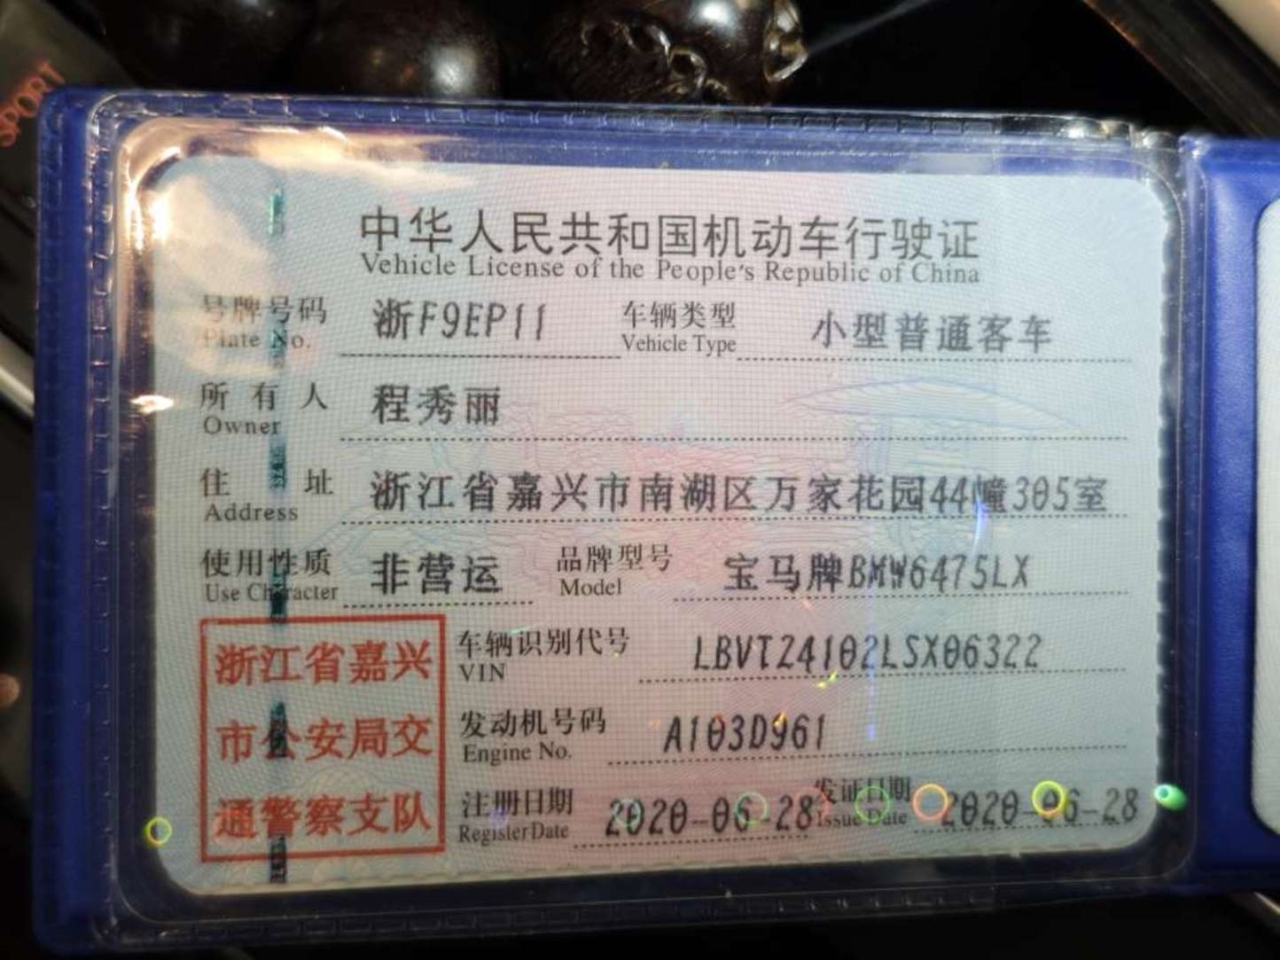 SPORT
中华人民共和国机动车行驶证
Vehicle License of the People's Republic of China
号牌号码 浙F9EP11 车辆类型 小型普通客车
Plate No. Vehicle Type
所有人 程秀丽
Owner
住址 浙江省嘉兴市南湖区万家花园44幢305室
Address
使用性质 非营运 品牌型号 宝马牌BMW6475LX
Use Character Model
浙江省嘉兴
市公安局交
通警察支队
车辆识别代号 LBVTZ4102LSX06322
VIN
发动机号码 A103D961
Engine No.
注册日期 2020-06-28 发证日期 2020-06-28
Register Date Issue Date